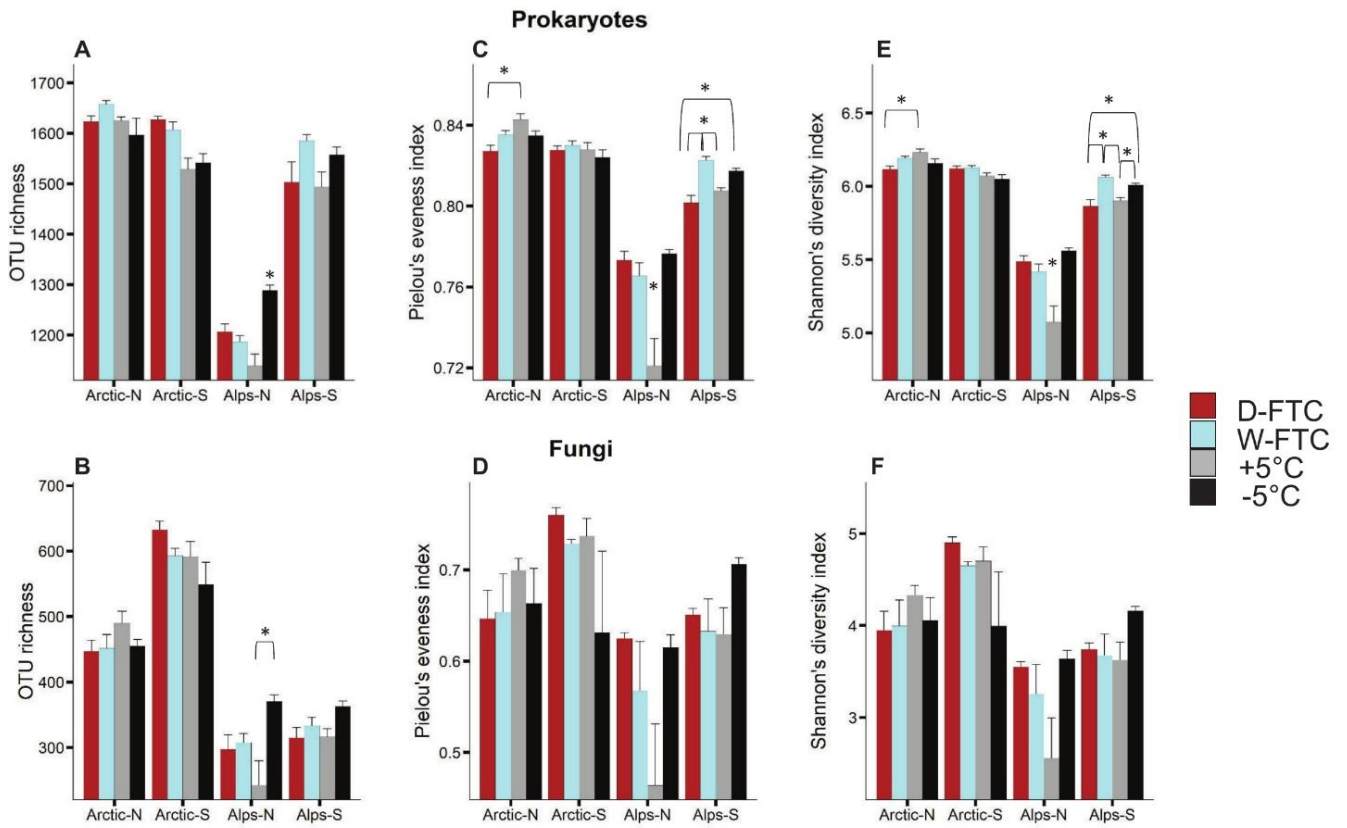 Prokaryotes
A
OTU richness
1700
1600
1500
1400
1300
1200
*
Arctic-N Arctic-S Alps-N Alps-S
C
Pielou's eveness index
0.84
0.80
0.76
0.72
*
*
*
*
Arctic-N Arctic-S Alps-N Alps-S
E
Shannon's diversity index
6.5
6.0
5.5
5.0
*
*
*
*
*
Arctic-N Arctic-S Alps-N Alps-S
D-FTC
W-FTC
+5°C
-5°C
Fungi
B
OTU richness
700
600
500
400
300
*
Arctic-N Arctic-S Alps-N Alps-S
D
Pielou's eveness index
0.7
0.6
0.5
Arctic-N Arctic-S Alps-N Alps-S
F
Shannon's diversity index
5
4
3
Arctic-N Arctic-S Alps-N Alps-S